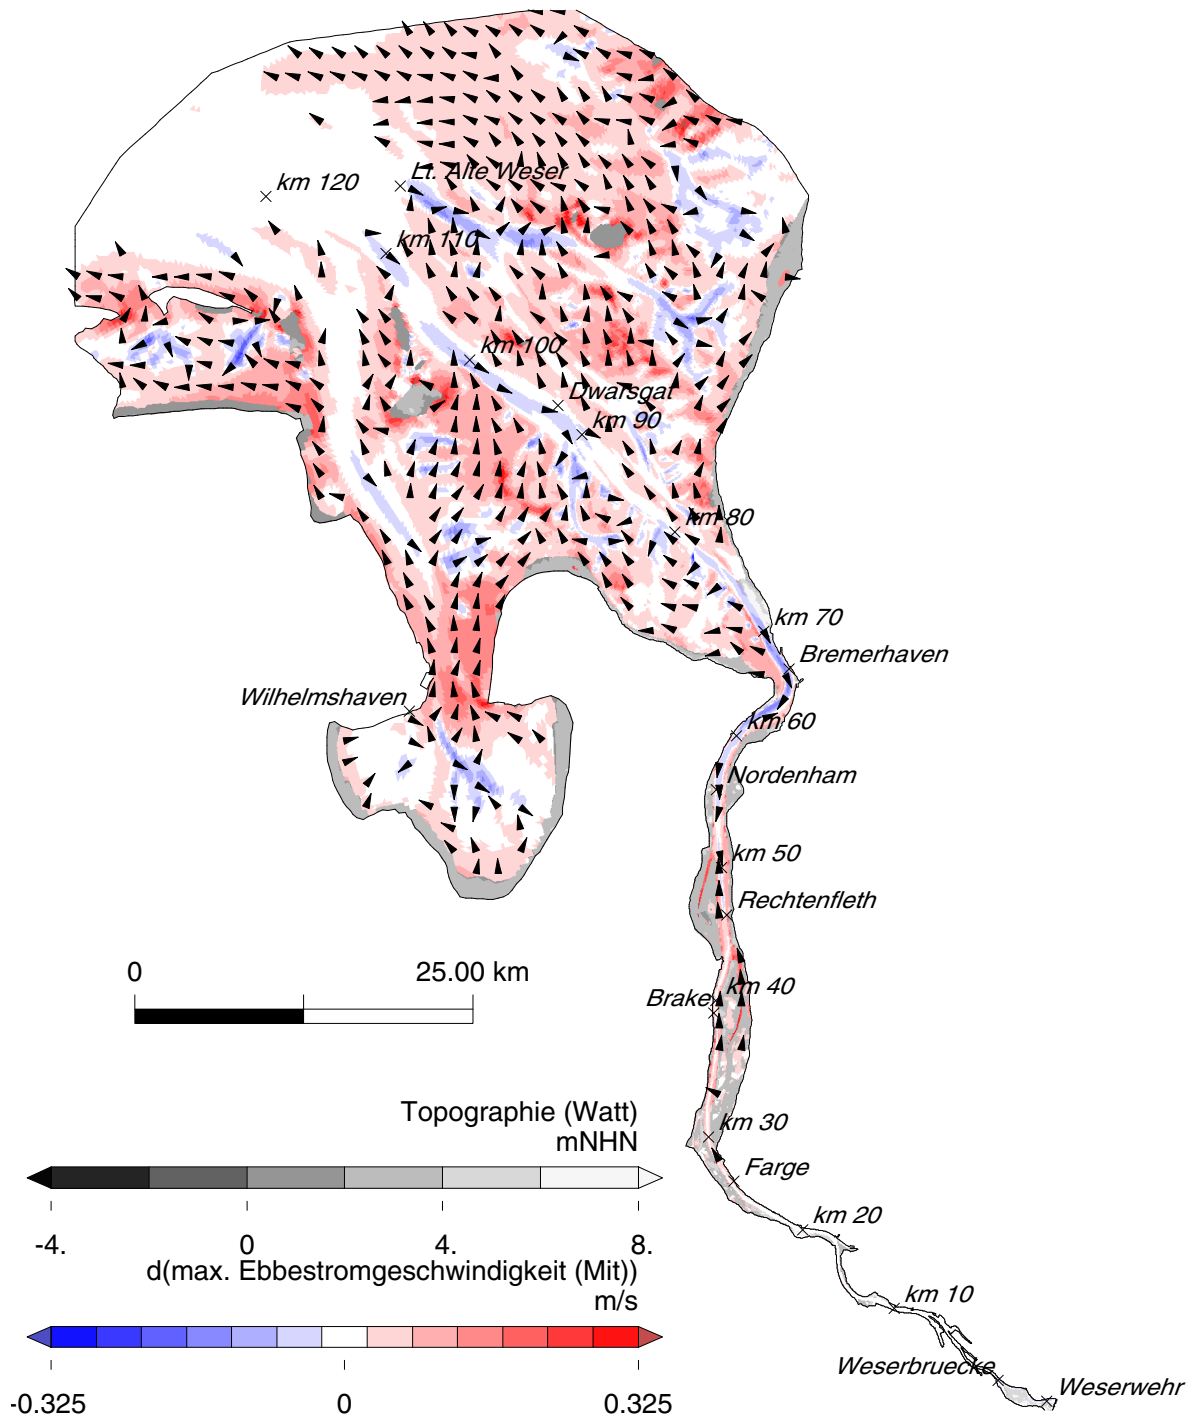 km 120
Lt. Alte Weser
km 110
km 100
Dwarsgat
km 90
km 80
km 70
Bremerhaven
Wilhelmshaven
km 60
Nordenham
km 50
Rechtenfleth
0 25.00 km
km 40
Brake
Topographie (Watt)
mNHN
km 30
Farge
-4. 0 4. 8.
km 20
d(max. Ebbestromgeschwindigkeit (Mit))
m/s
km 10
Weserbruecke
Weserwehr
-0.325 0 0.325